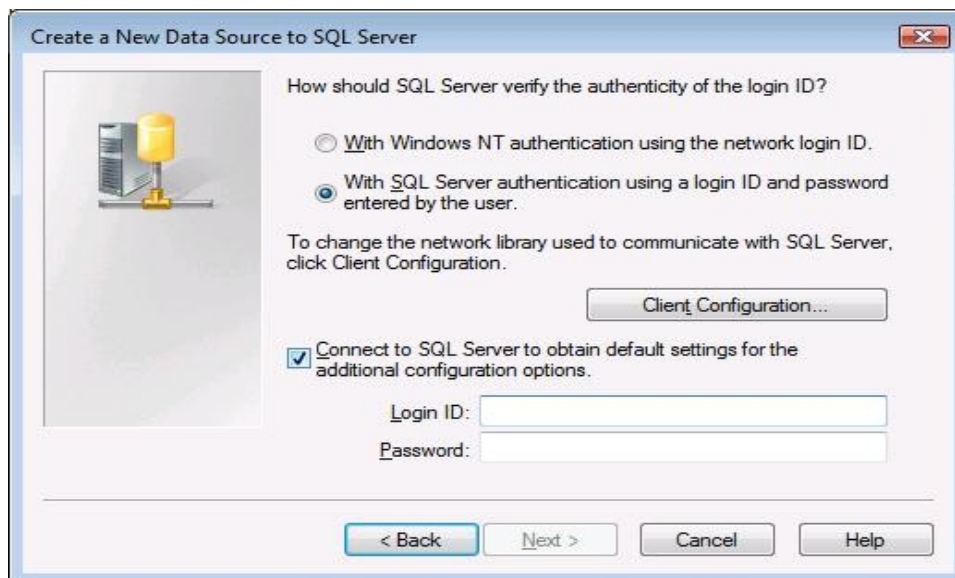 Create a New Data Source to SQL Server
How should SQL Server verify the authenticity of the login ID?
With Windows NT authentication using the network login ID.
With SQL Server authentication using a login ID and password
entered by the user.
To change the network library used to communicate with SQL Server,
click Client Configuration.
Client Configuration...
Connect to SQL Server to obtain default settings for the
additional configuration options.
Login ID:
Password:
< Back
Next >
Cancel
Help